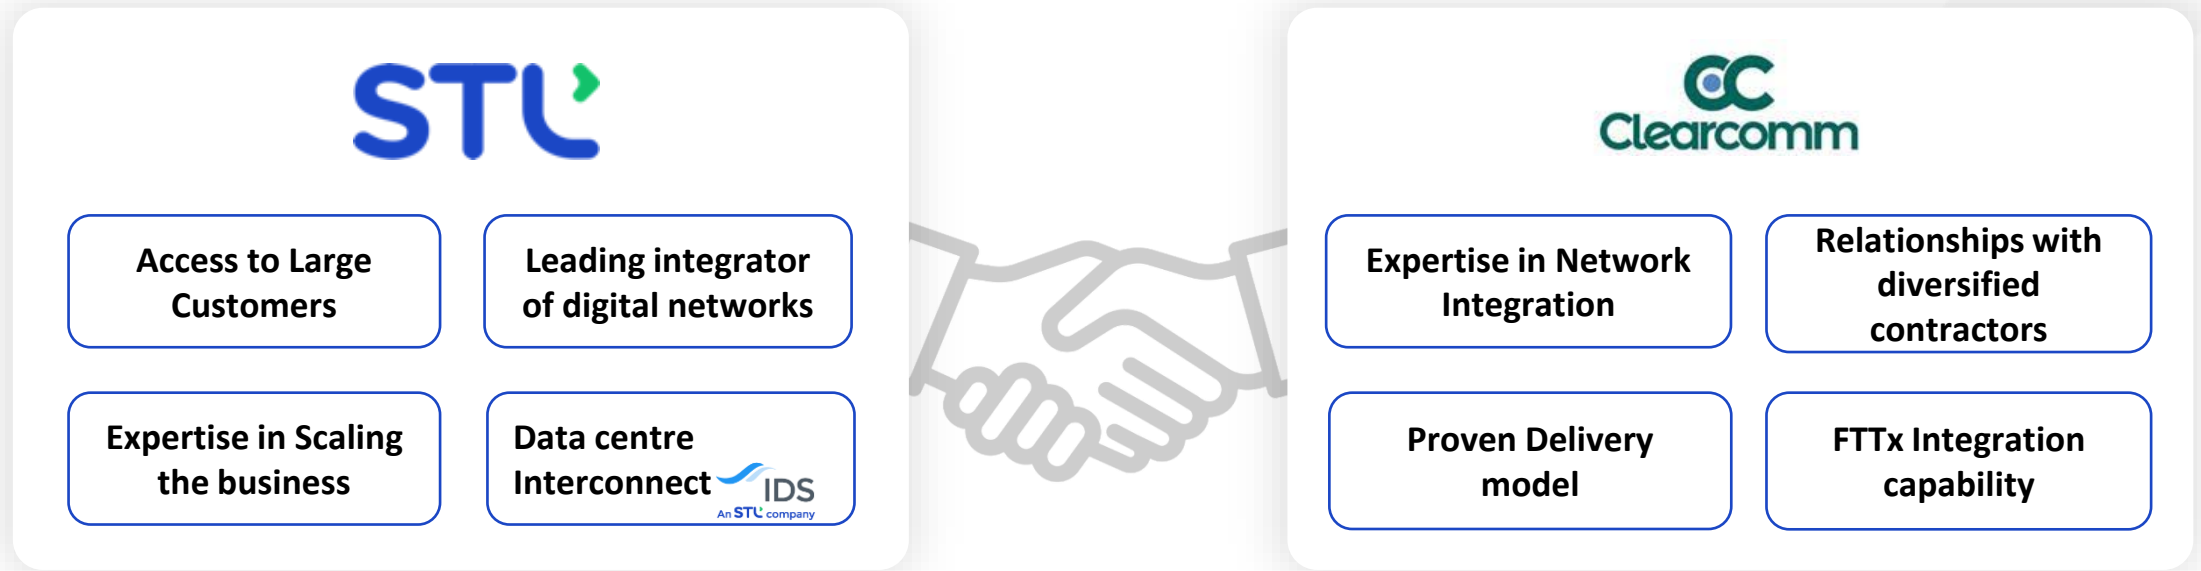 STL
Access to Large
Customers
Leading integrator
of digital networks
Expertise in Scaling
the business
Data centre
Interconnect
IDS
An STL company
CC
Clearcomm
Expertise in Network
Integration
Relationships with
diversified
contractors
Proven Delivery
model
FTTx Integration
capability